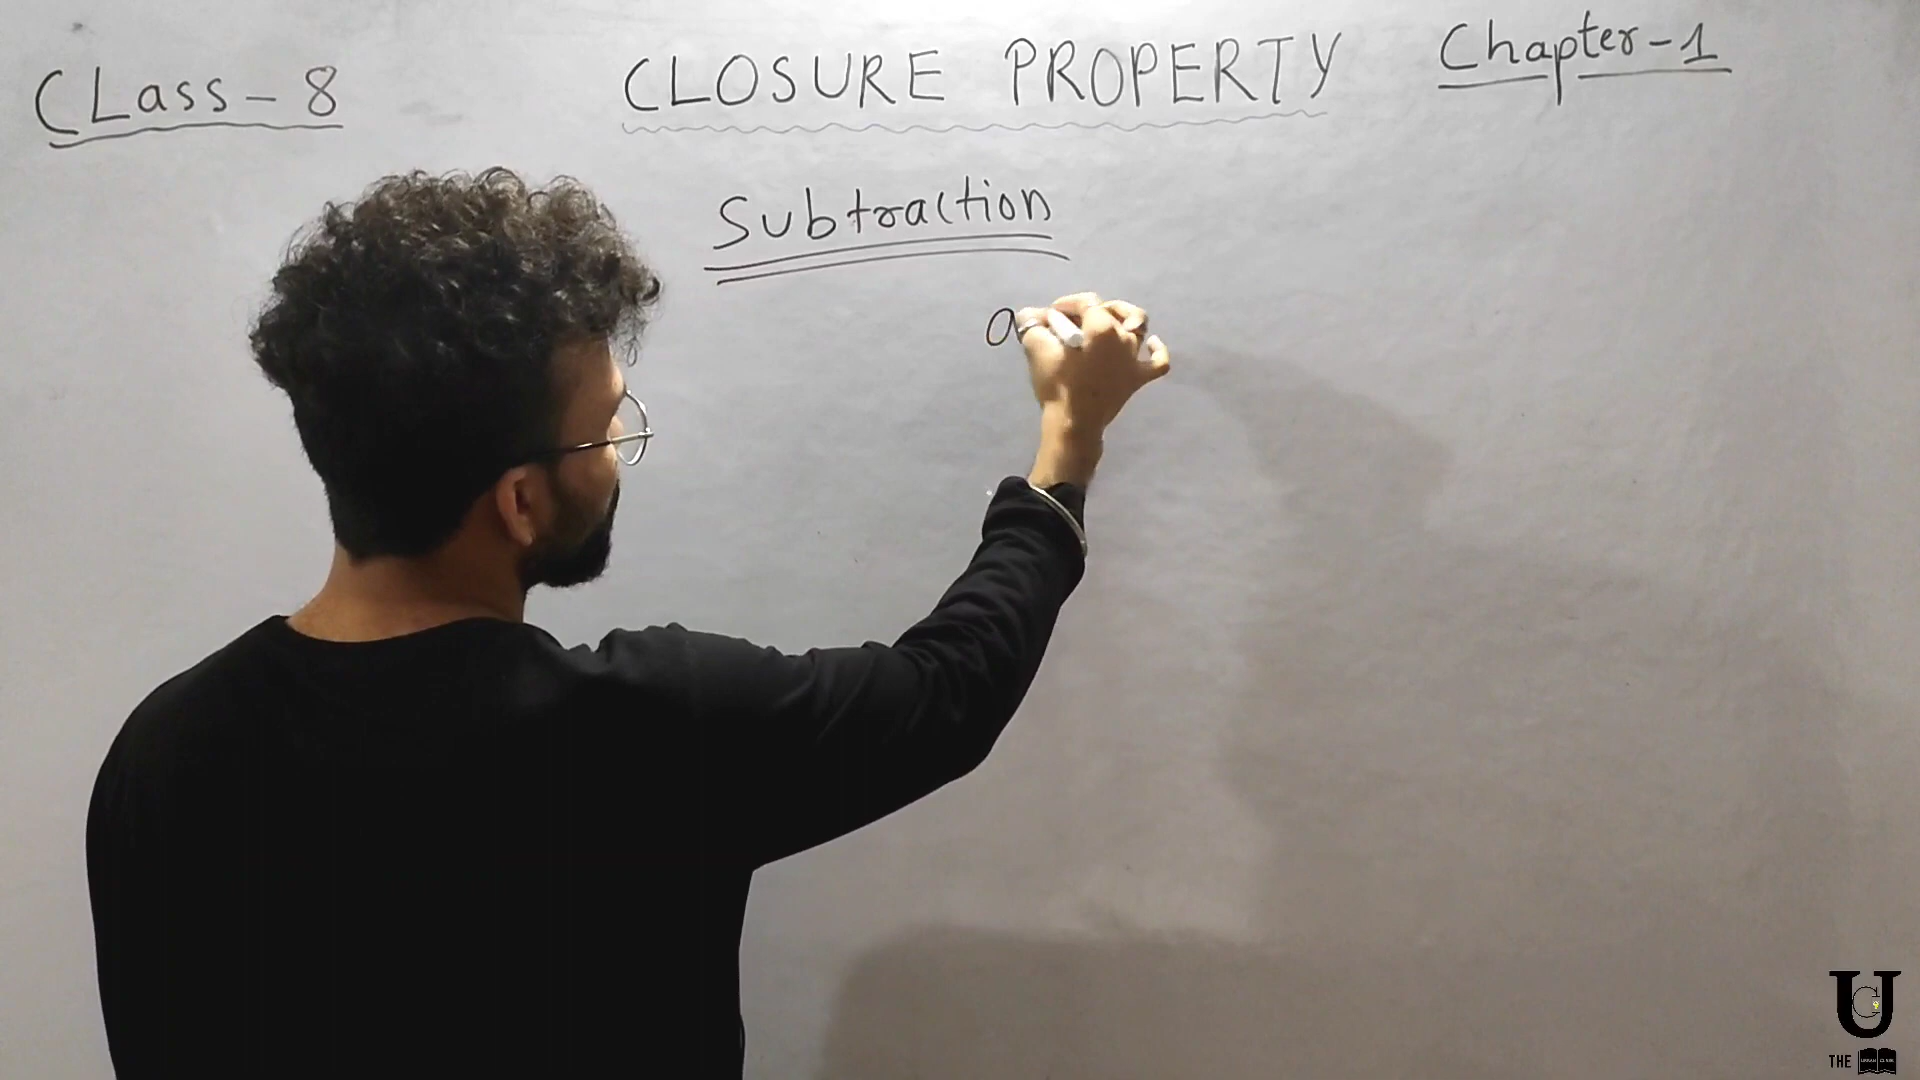 CLass - 8
CLOSURE PROPERTY
Chapter - 1
Subtraction
a
U
THE